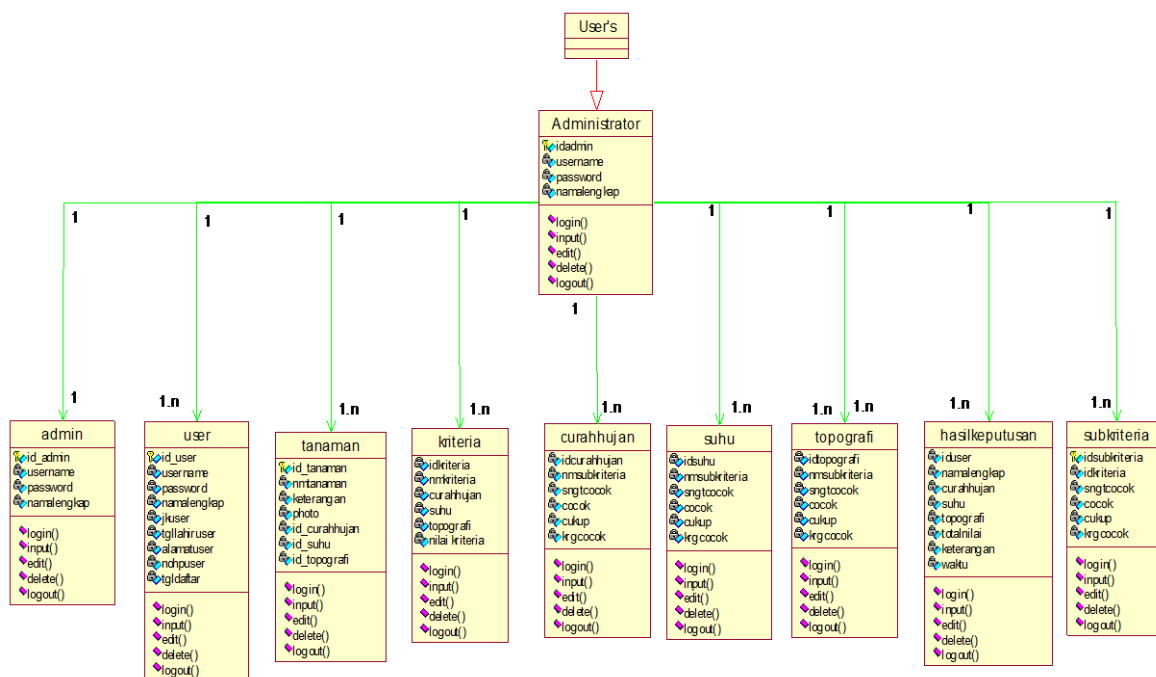 User's
Administrator
idadmin
username
password
namalengkap
login()
input()
edit()
delete()
logout()
1
1
1
1
1
1
1
1
1
1
1..n
1..n
1..n
1..n
1..n
1..n
1..n
1..n
1..n
admin
id_admin
username
password
namalengkap
login()
input()
edit()
delete()
logout()
user
id_user
username
password
namalengkap
jkuser
tgllahiruser
alamatuser
nohpuser
tgldaftar
login()
input()
edit()
delete()
logout()
tanaman
id_tanaman
nmtanaman
keterangan
photo
id_curahhujan
id_suhu
id_topografi
login()
input()
edit()
delete()
logout()
kriteria
idkriteria
nmkriteria
curahhujan
suhu
topografi
nilai kriteria
login()
input()
edit()
delete()
logout()
curahhujan
idcurahhujan
nmsubkriteria
sngtcocok
cocok
cukup
krgcocok
login()
input()
edit()
delete()
logout()
suhu
idsuhu
nmsubkriteria
sngtcocok
cocok
cukup
krgcocok
login()
input()
edit()
delete()
logout()
topografi
idtopografi
nmsubkriteria
sngtcocok
cocok
cukup
krgcocok
login()
input()
edit()
delete()
logout()
hasilkeputusan
iduser
namalengkap
curahhujan
suhu
topografi
totalnilai
keterangan
waktu
login()
input()
edit()
delete()
logout()
subkriteria
idsubkriteria
idkriteria
sngtcocok
cocok
cukup
krgcocok
login()
input()
edit()
delete()
logout()